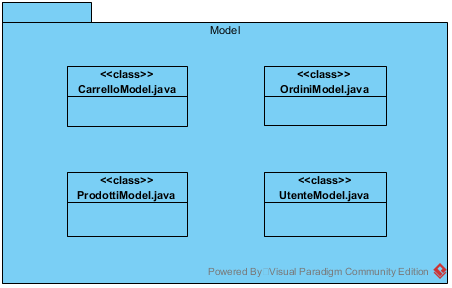 Model
<<class>>
CarrelloModel.java
<<class>>
OrdiniModel.java
<<class>>
ProdottiModel.java
<<class>>
UtenteModel.java
Powered By Visual Paradigm Community Edition